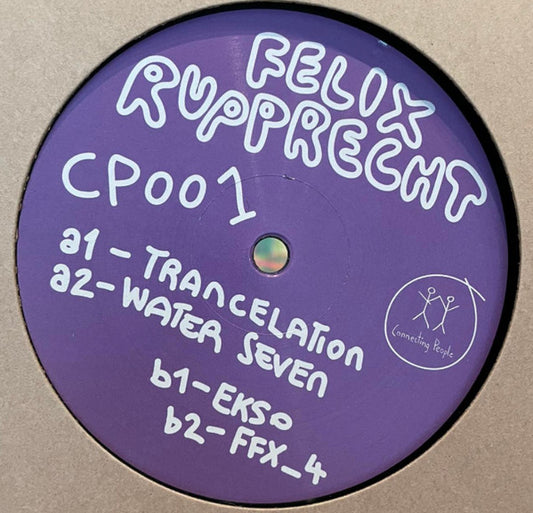 FELIX
RUPPRECHT
CP001
a1 - TRANCELATION
a2 - WATER SEVEN
b1 - EKSO
b2 - FFX_4
Connecting People